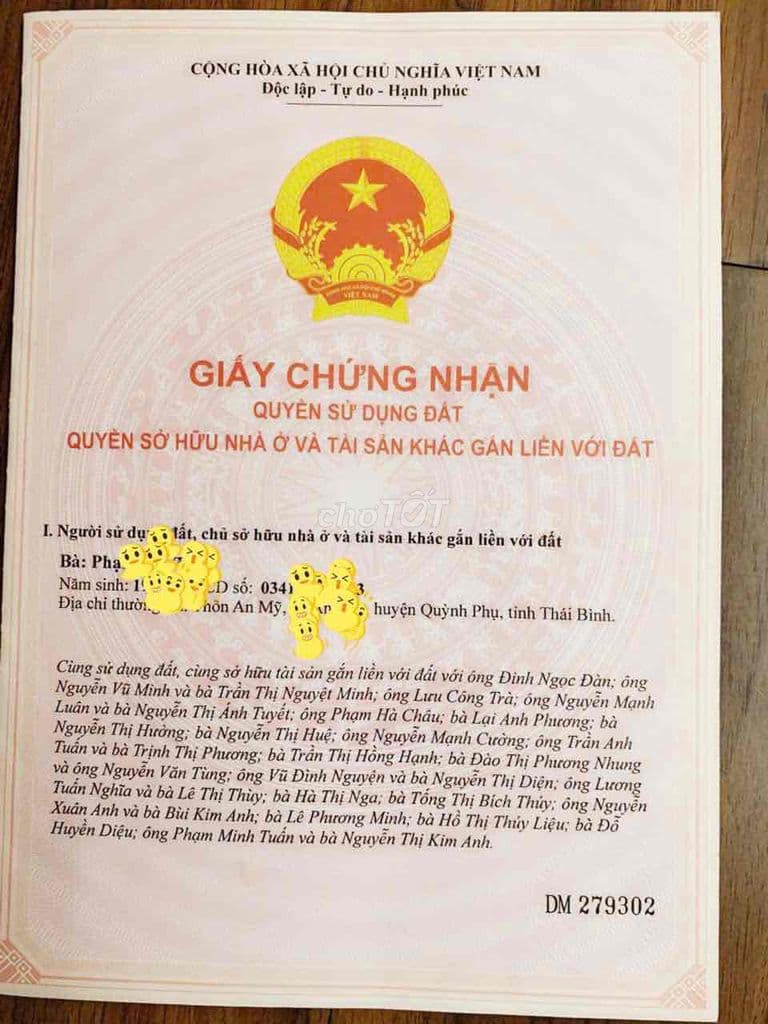 CỘNG HÒA XÃ HỘI CHỦ NGHĨA VIỆT NAM
Độc lập - Tự do - Hạnh phúc
VIỆT NAM
GIẤY CHỨNG NHẬN
QUYỀN SỬ DỤNG ĐẤT
QUYỀN SỞ HỮU NHÀ Ở VÀ TÀI SẢN KHÁC GẮN LIỀN VỚI ĐẤT
choTỐT
I. Người sử dụng đất, chủ sở hữu nhà ở và tài sản khác gắn liền với đất
Bà:
Năm sinh: số:
Địa chỉ Thôn An Mỹ, huyện Quỳnh Phụ, tỉnh Thái Bình.
Cùng sử dụng đất, cùng sở hữu tài sản gắn liền với đất với ông Đinh Ngọc Đàn; ông
Nguyễn Vũ Minh và bà Trần Thị Nguyệt Minh; ông Lưu Công Trà; ông Nguyễn Mạnh
Luân và bà Nguyễn Thị Ánh Tuyết; ông Phạm Hà Châu; bà Lại Anh Phương; bà
Nguyễn Thị Hường; bà Nguyễn Thị Huệ; ông Nguyễn Mạnh Cường; ông Trần Anh
Tuấn và bà Trịnh Thị Phương; bà Trần Thị Hồng Hạnh; bà Đào Thị Phương Nhung
và ông Nguyễn Văn Tùng; ông Vũ Đình Nguyện và bà Nguyễn Thị Diện; ông Lương
Tuấn Nghĩa và bà Lê Thị Thùy; bà Hà Thị Nga; bà Tống Thị Bích Thủy; ông Nguyễn
Xuân Anh và bà Bùi Kim Anh; bà Lê Phương Minh; bà Hồ Thị Thủy Liệu; bà Đỗ
Huyền Diệu; ông Phạm Minh Tuấn và bà Nguyễn Thị Kim Anh.
DM 279302